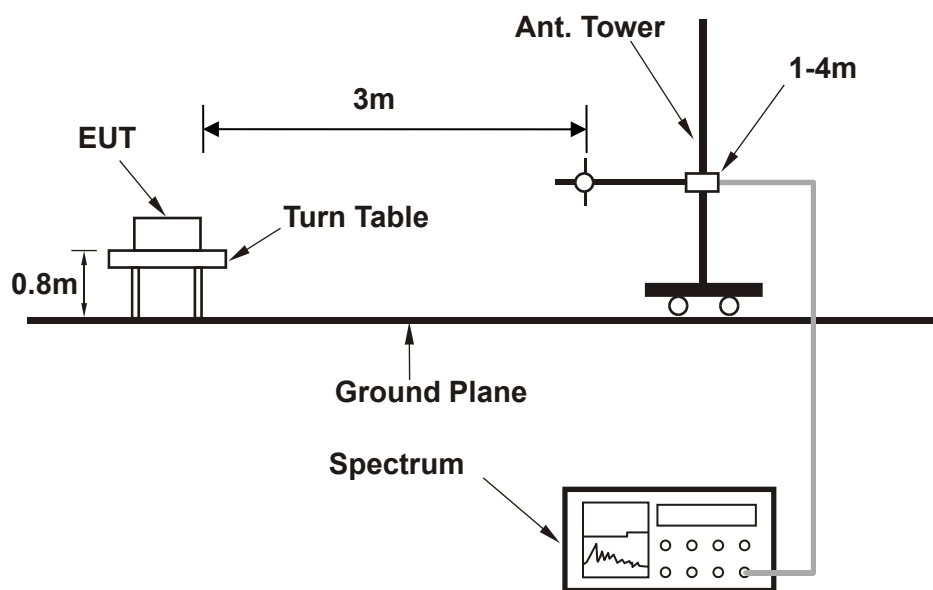 Ant. Tower
1-4m
3m
EUT
Turn Table
0.8m
Ground Plane
Spectrum